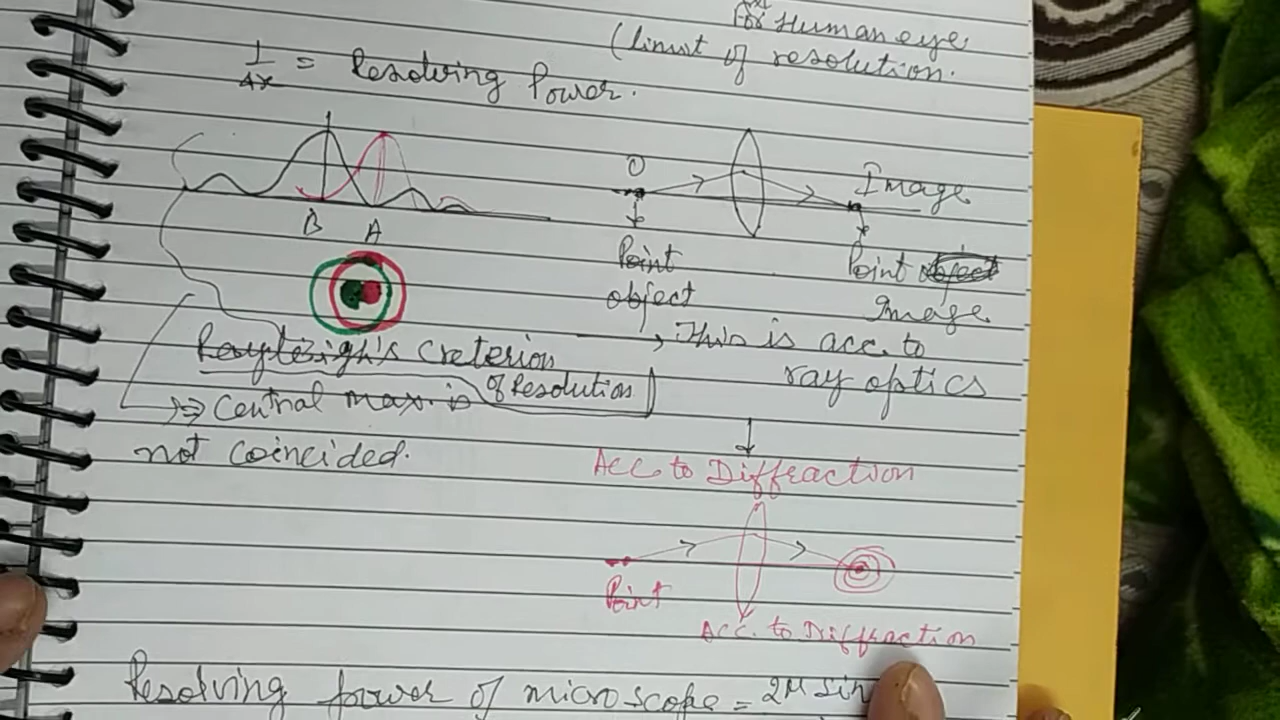 For Human eye
(limit of resolution.
1/ΔX = Resolving Power.
B A
O
Image
Point object
Point
Image
→ This is acc. to
ray optics
Rayleigh's Creterion
of Resolution
⇒ Central max. is
not coincided.
Acc. to Diffraction
Point
Acc. to Diffraction
Resolving power of microscope = 2μ Sin